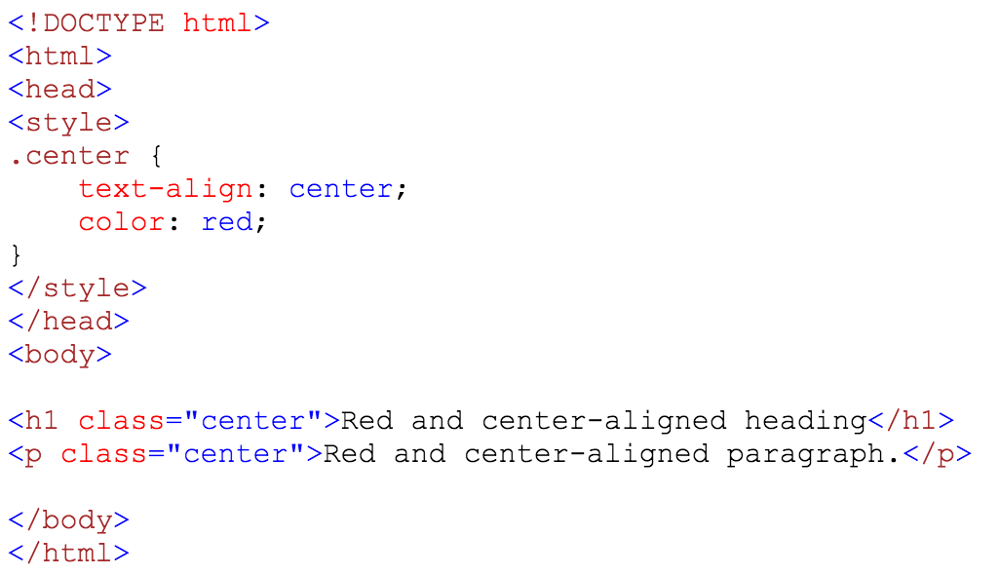 <!DOCTYPE html>
<html>
<head>
<style>
.center {
    text-align: center;
    color: red;
}
</style>
</head>
<body>

<h1 class="center">Red and center-aligned heading</h1>
<p class="center">Red and center-aligned paragraph.</p>

</body>
</html>